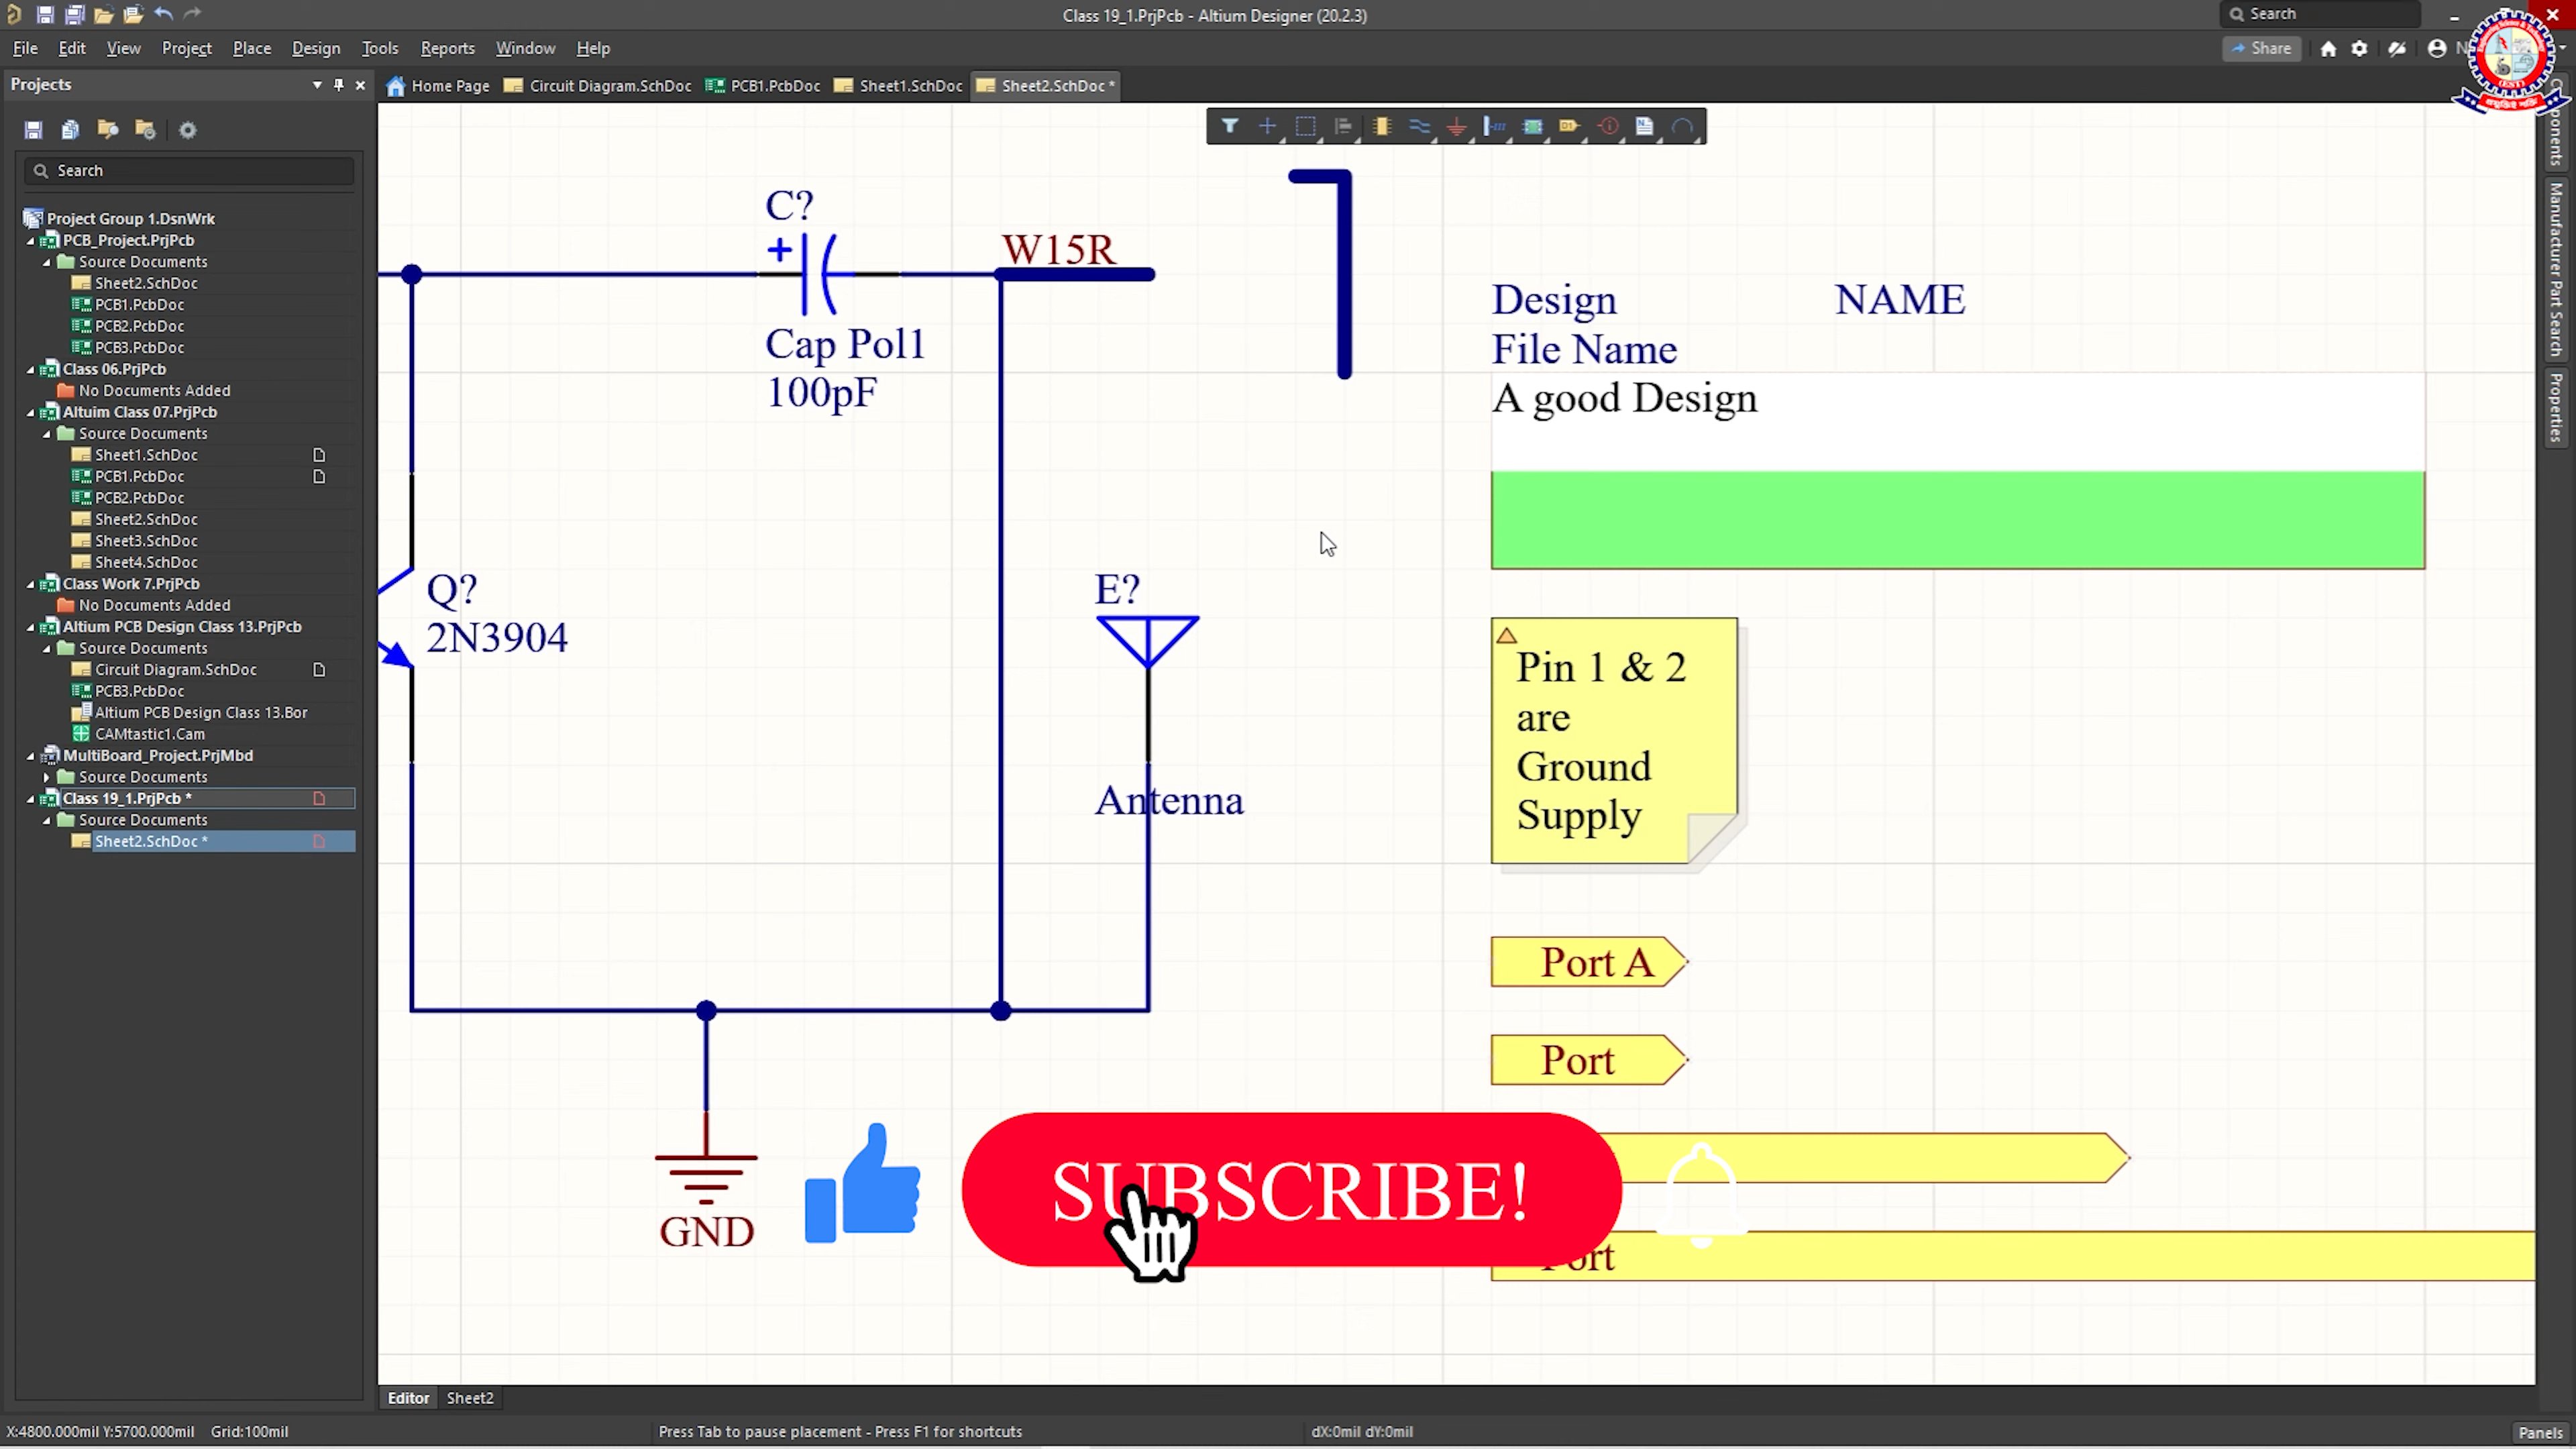 Class 19_1.PrjPcb - Altium Designer (20.2.3)
Search
File Edit View Project Place Design Tools Reports Window Help
Share
Projects
Home Page Circuit Diagram.SchDoc PCB1.PcbDoc Sheet1.SchDoc Sheet2.SchDoc *
Search
Project Group 1.DsnWrk
PCB_Project.PrjPcb
Source Documents
Sheet2.SchDoc
PCB1.PcbDoc
PCB2.PcbDoc
PCB3.PcbDoc
Class 06.PrjPcb
No Documents Added
Altuim Class 07.PrjPcb
Source Documents
Sheet1.SchDoc
PCB1.PcbDoc
PCB2.PcbDoc
Sheet2.SchDoc
Sheet3.SchDoc
Sheet4.SchDoc
Class Work 7.PrjPcb
No Documents Added
Altium PCB Design Class 13.PrjPcb
Source Documents
Circuit Diagram.SchDoc
PCB3.PcbDoc
Altium PCB Design Class 13.Bor
CAMtastic1.Cam
MultiBoard_Project.PrjMbd
Source Documents
Class 19_1.PrjPcb *
Source Documents
Sheet2.SchDoc *
C?
+
W15R
Cap Pol1
100pF
Q?
2N3904
E?
Antenna
GND
Design NAME
File Name
A good Design
Pin 1 & 2
are
Ground
Supply
Port A
Port
SUBSCRIBE!
Port
Manufacturer Part Search
Properties
Editor Sheet2
X:4800.000mil Y:5700.000mil Grid:100mil
Press Tab to pause placement - Press F1 for shortcuts
dX:0mil dY:0mil
Panels